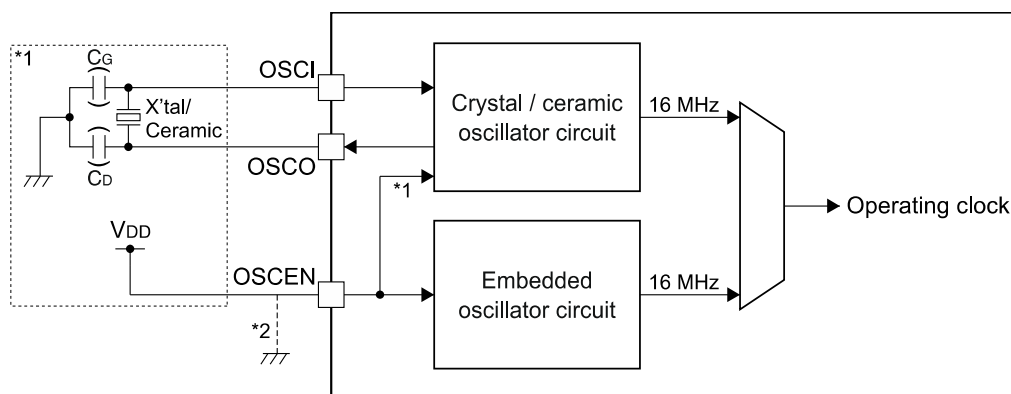 *1
CG
X'tal/
Ceramic
CD
OSCI
OSCO
Crystal / ceramic
oscillator circuit
16 MHz
*1
VDD
OSCEN
*2
Embedded
oscillator circuit
16 MHz
Operating clock